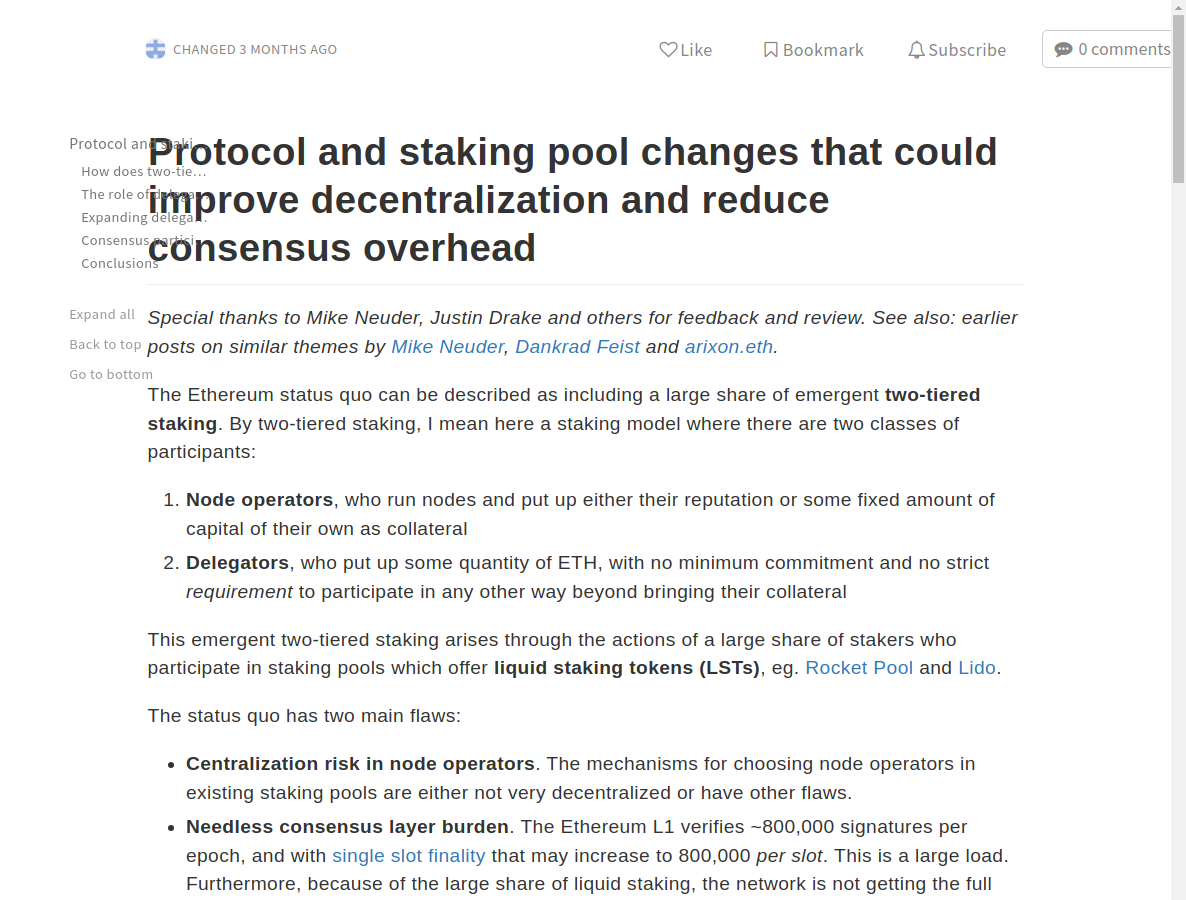 CHANGED 3 MONTHS AGO
Like
Bookmark
Subscribe
0 comments
Protocol and staki…
How does two-tie…
The role of delega…
Expanding delega…
Consensus partici…
Conclusions
Expand all
Back to top
Go to bottom
Protocol and staking pool changes that could
improve decentralization and reduce
consensus overhead
Special thanks to Mike Neuder, Justin Drake and others for feedback and review. See also: earlier
posts on similar themes by Mike Neuder, Dankrad Feist and arixon.eth.
The Ethereum status quo can be described as including a large share of emergent two-tiered
staking. By two-tiered staking, I mean here a staking model where there are two classes of
participants:
1. Node operators, who run nodes and put up either their reputation or some fixed amount of
capital of their own as collateral
2. Delegators, who put up some quantity of ETH, with no minimum commitment and no strict
requirement to participate in any other way beyond bringing their collateral
This emergent two-tiered staking arises through the actions of a large share of stakers who
participate in staking pools which offer liquid staking tokens (LSTs), eg. Rocket Pool and Lido.
The status quo has two main flaws:
• Centralization risk in node operators. The mechanisms for choosing node operators in
existing staking pools are either not very decentralized or have other flaws.
• Needless consensus layer burden. The Ethereum L1 verifies ~800,000 signatures per
epoch, and with single slot finality that may increase to 800,000 per slot. This is a large load.
Furthermore, because of the large share of liquid staking, the network is not getting the full